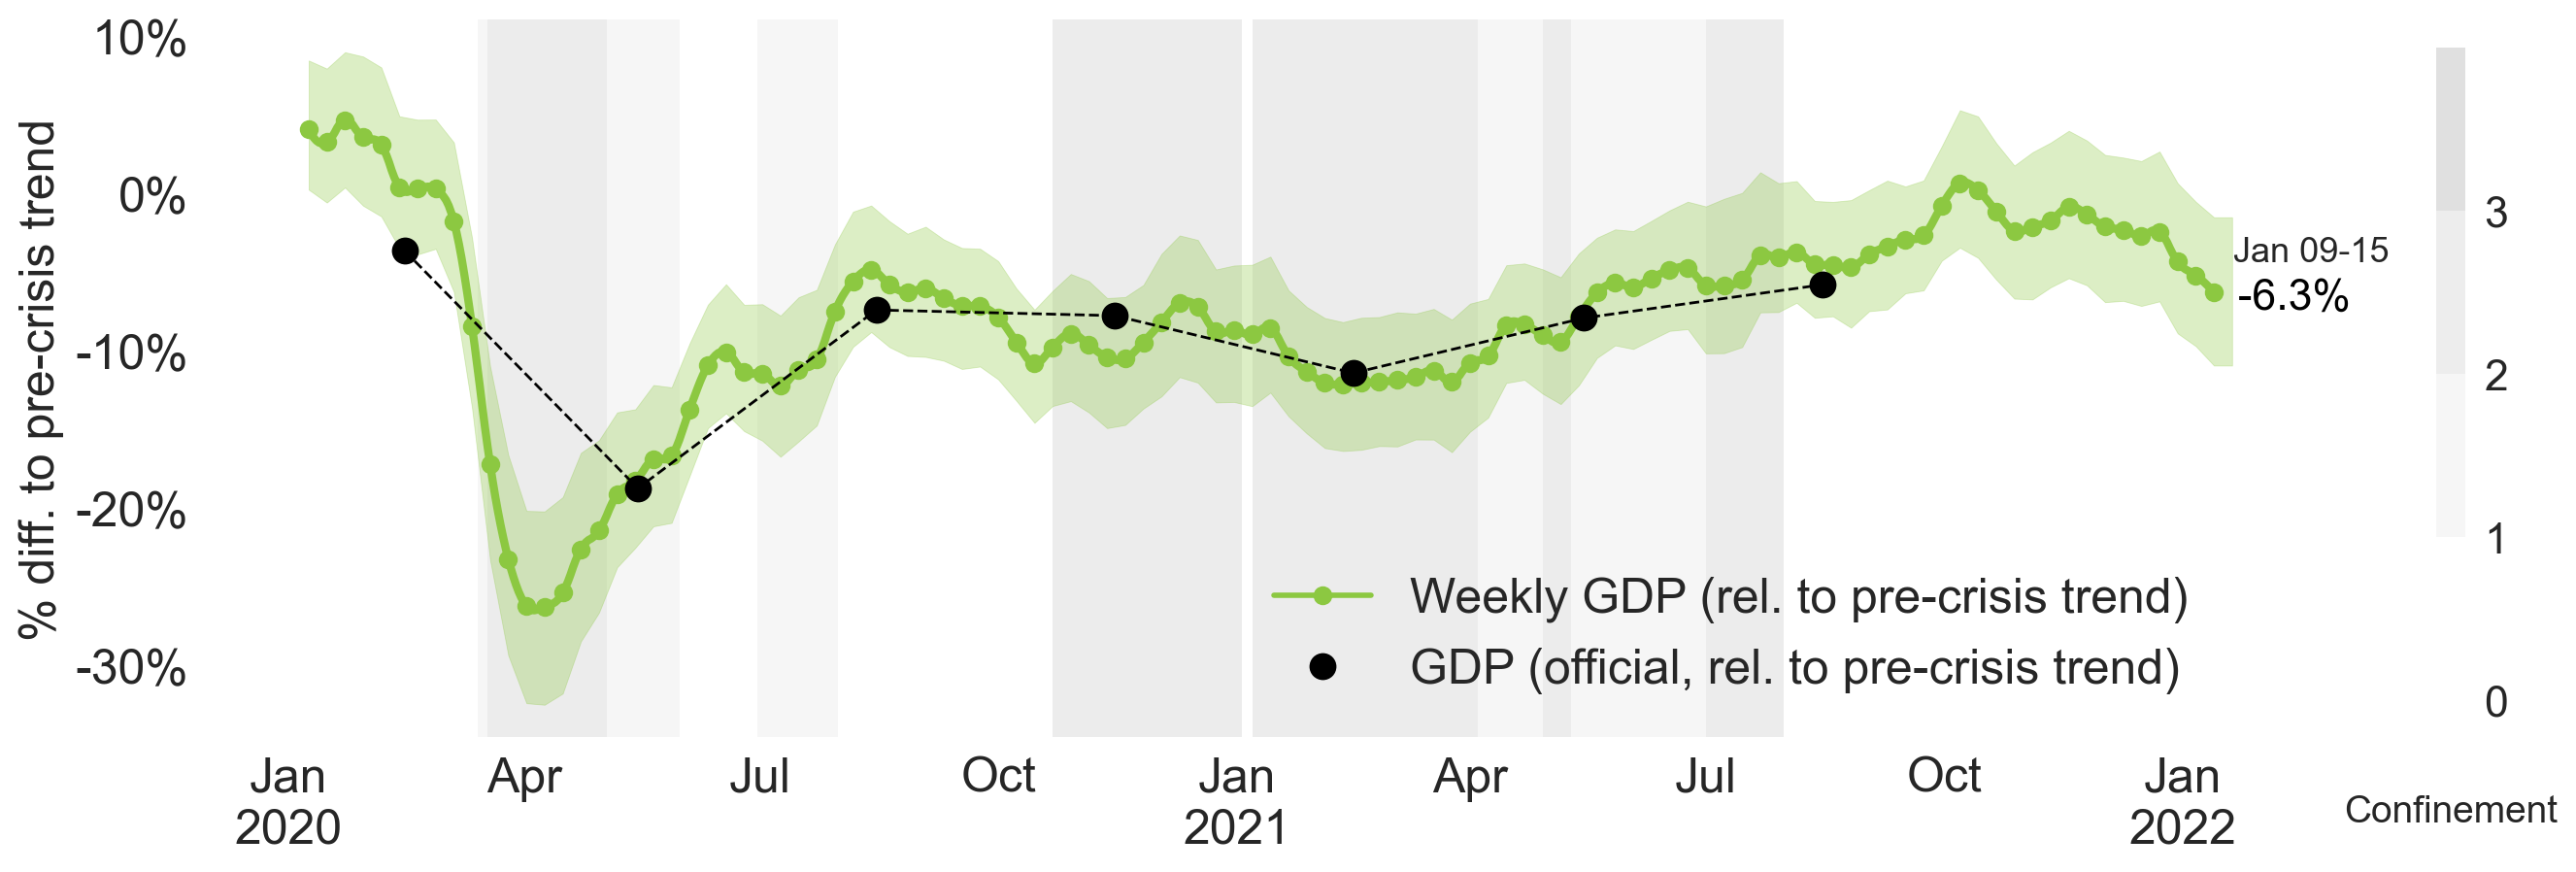 % diff. to pre-crisis trend
10%
0%
-10%
-20%
-30%
Jan 09-15
-6.3%
Weekly GDP (rel. to pre-crisis trend)
GDP (official, rel. to pre-crisis trend)
Jan Apr Jul Oct Jan Apr Jul Oct Jan
2020 2021 2022
3
2
1
0
Confinement